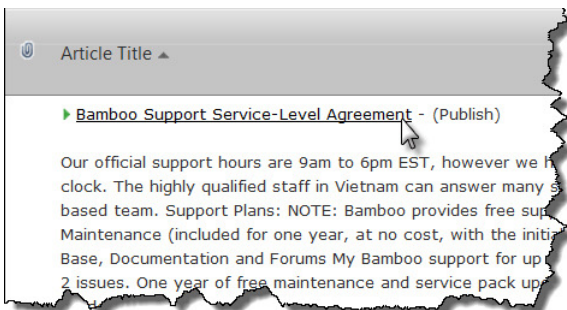 Article Title
Bamboo Support Service-Level Agreement - (Publish)
Our official support hours are 9am to 6pm EST, however we
clock. The highly qualified staff in Vietnam can answer many
based team. Support Plans: NOTE: Bamboo provides free
Maintenance (included for one year, at no cost, with the
Base, Documentation and Forums My Bamboo support for up
2 issues. One year of free maintenance and service pack